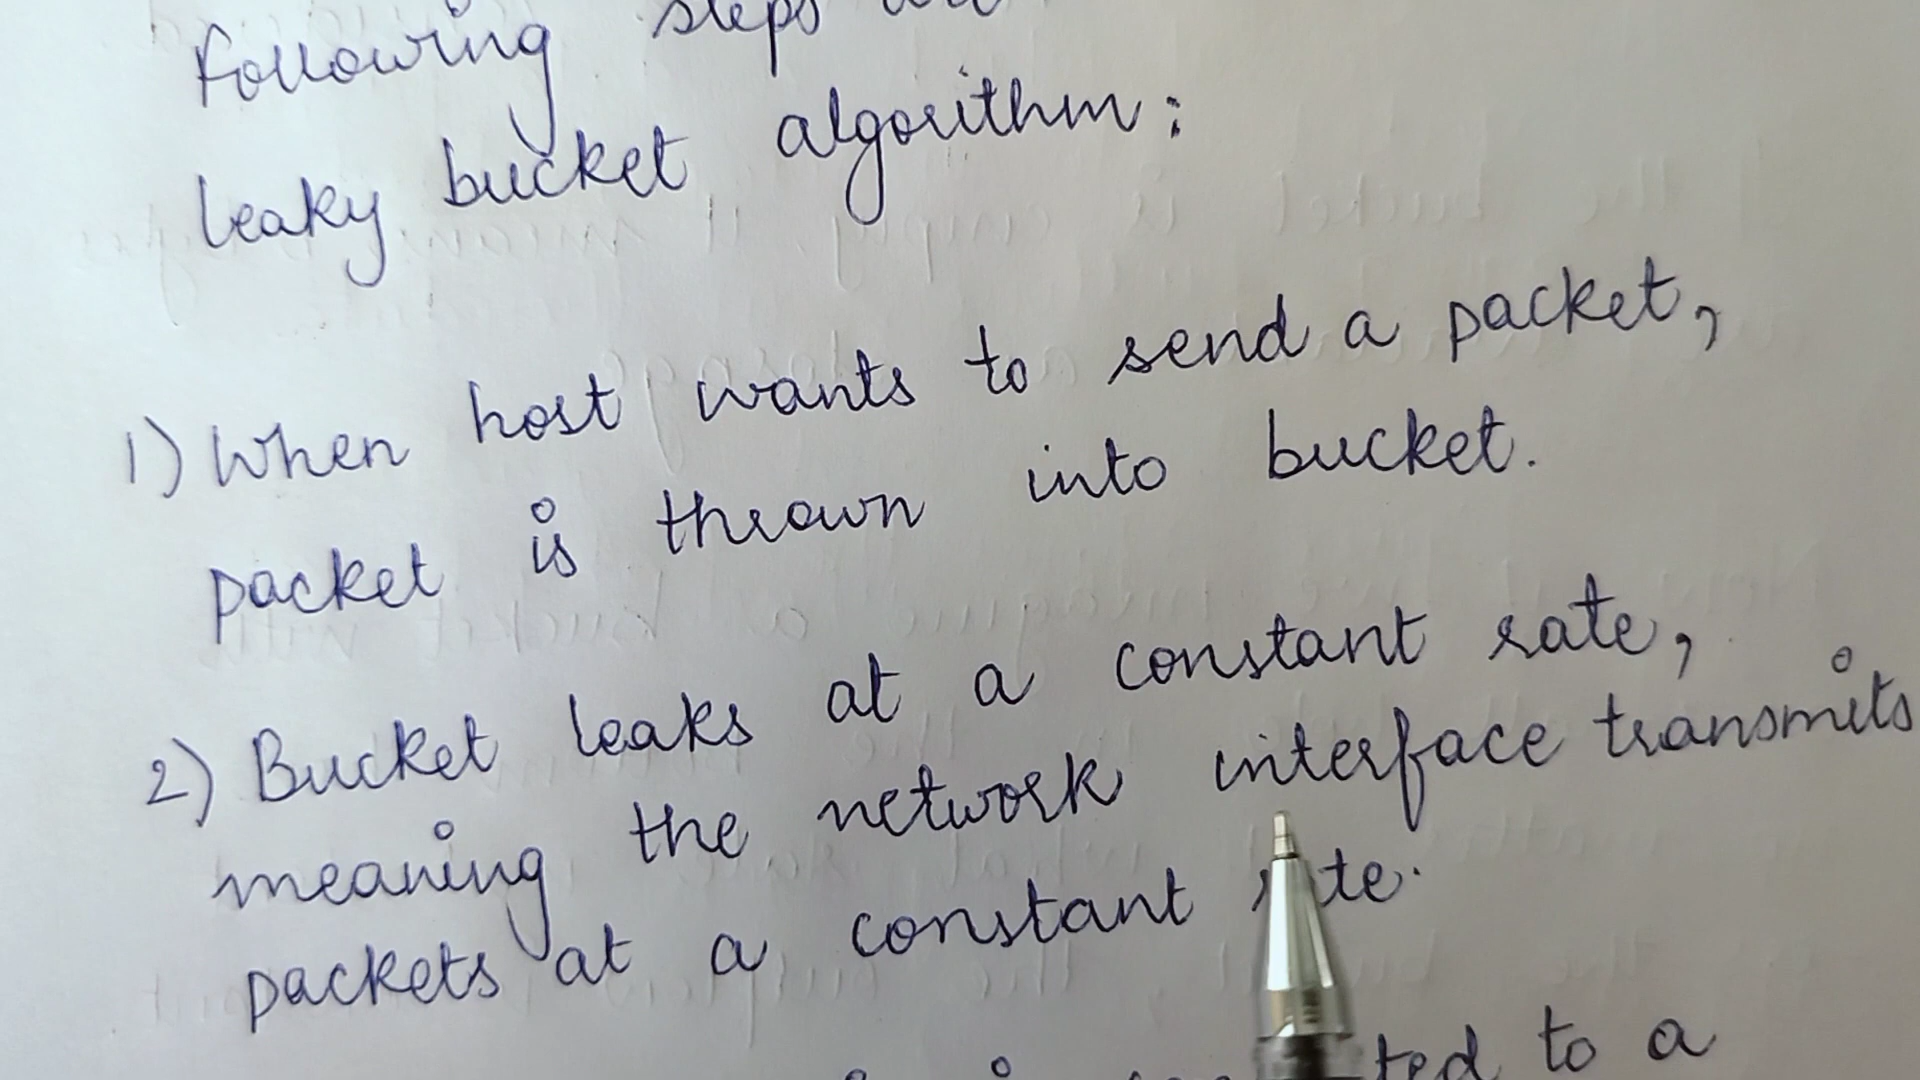 Following steps
leaky bucket algorithm:
1) When host wants to send a packet,
packet is thrown into bucket.
2) Bucket leaks at a constant rate,
meaning the network interface transmits
packets at a constant
to a